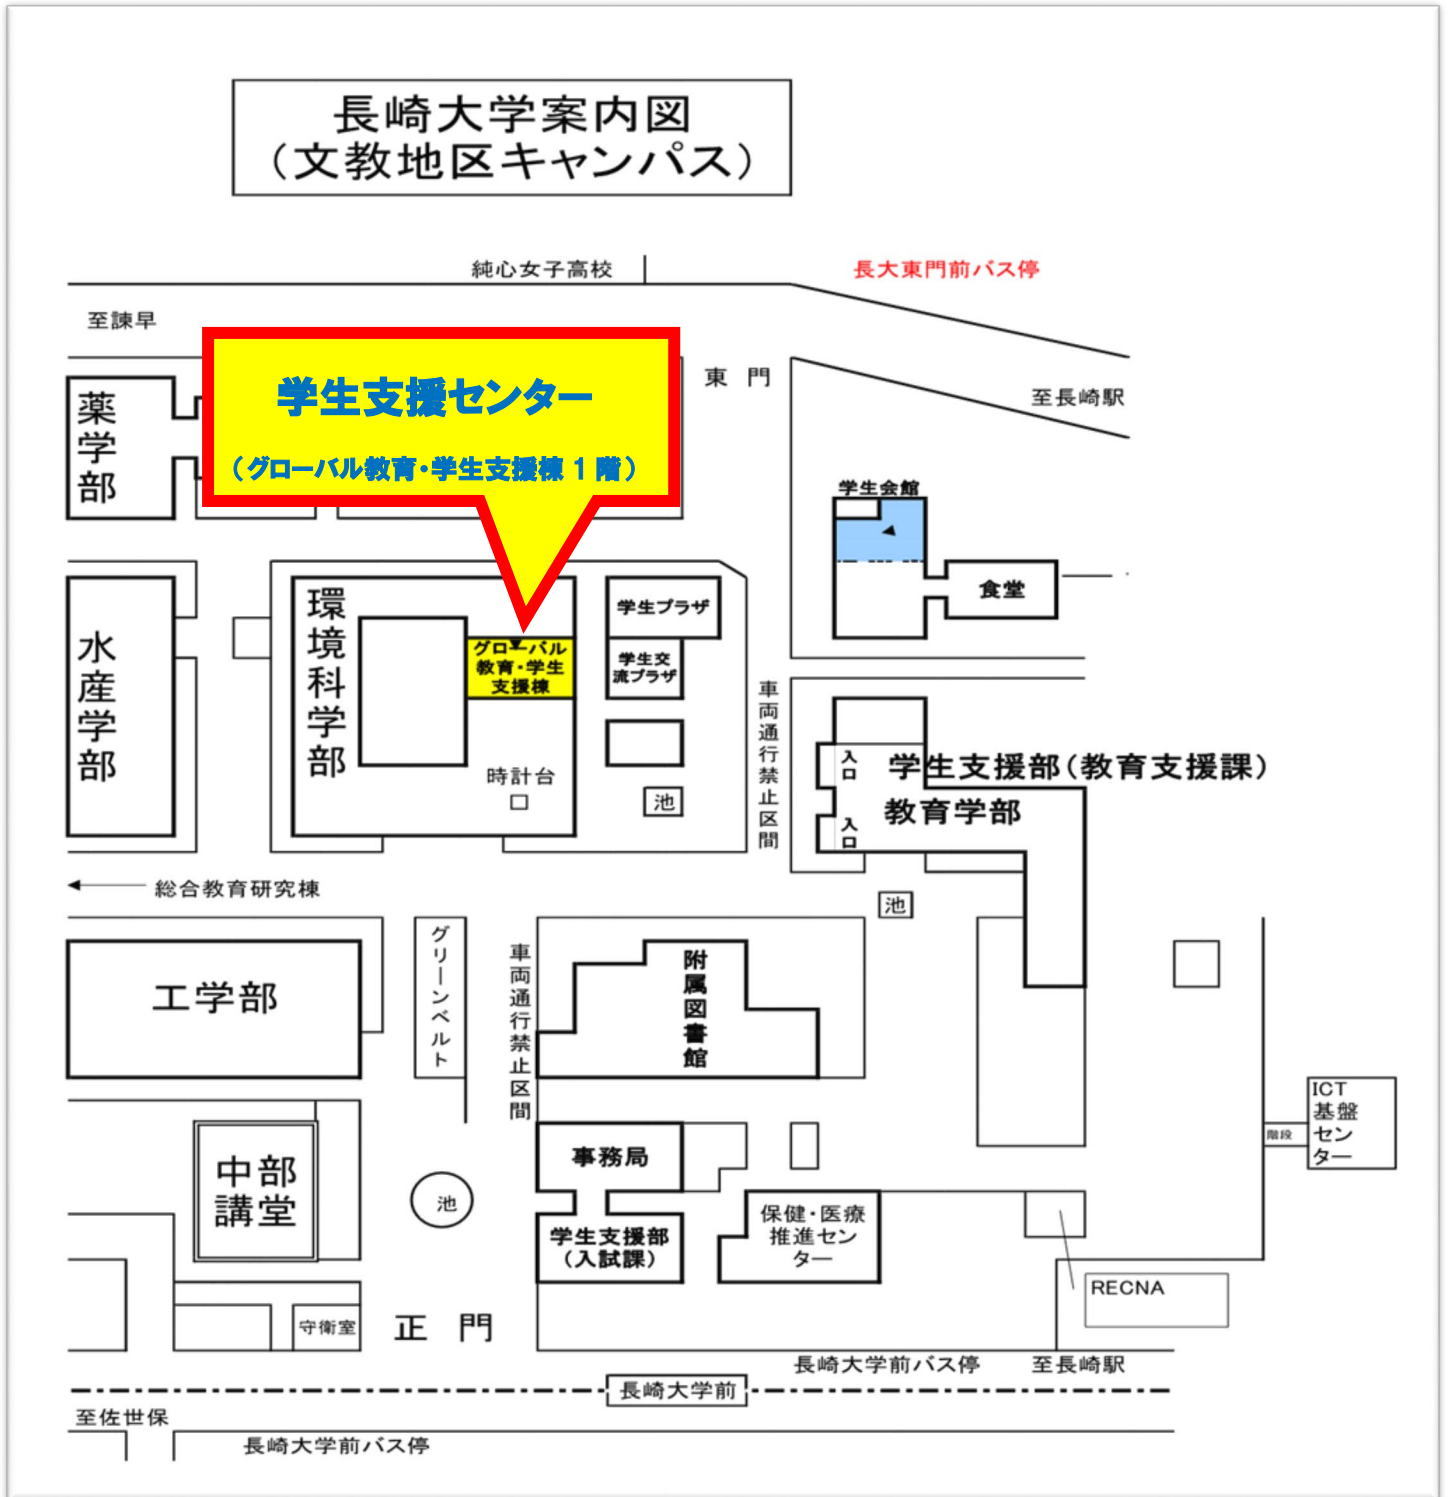 長崎大学案内図
（文教地区キャンパス）
純心女子高校
長大東門前バス停
至諫早
学生支援センター
（グローバル教育・学生支援棟 1 階）
東 門
至長崎駅
薬学部
学生会館
食堂
環境科学部
学生プラザ
グローバル
教育・学生
支援棟
学生交
流プラザ
水産学部
車両通行禁止区間
時計台
池
入口
学生支援部（教育支援課）
教育学部
入口
総合教育研究棟
池
グリーンベルト
車両通行禁止区間
附属図書館
工学部
ICT
基盤
セン
ター
階段
中部
講堂
池
事務局
学生支援部
（入試課）
保健・医療
推進セン
ター
RECNA
守衛室
正 門
長崎大学前バス停
至長崎駅
長崎大学前
至佐世保
長崎大学前バス停